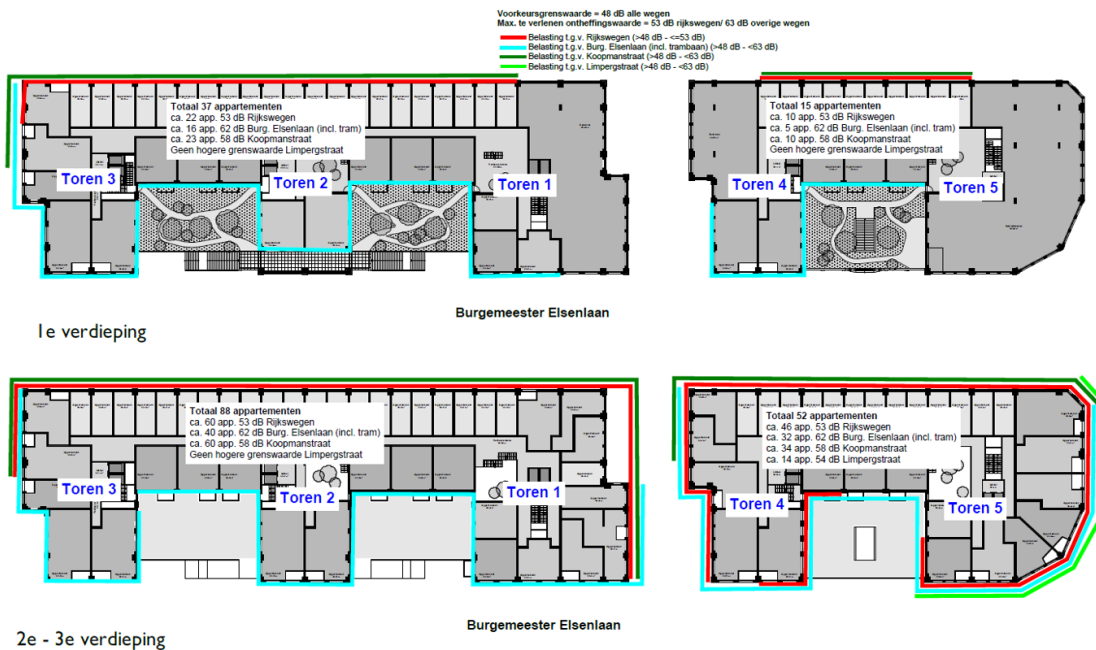 Voorkeursgrenswaarde = 48 dB alle wegen
Max. te verlenen ontheffingswaarde = 53 dB rijkswegen/ 63 dB overige wegen
Belasting t.g.v. Rijkswegen (>48 dB - <=53 dB)
Belasting t.g.v. Burg. Elsenlaan (incl. trambaan) (>48 dB - <63 dB)
Belasting t.g.v. Koopmanstraat (>48 dB - <63 dB)
Belasting t.g.v. Limpergstraat (>48 dB - <63 dB)
Totaal 37 appartementen
ca. 22 app. 53 dB Rijkswegen
ca. 16 app. 62 dB Burg. Elsenlaan (incl. tram)
ca. 23 app. 58 dB Koopmanstraat
Geen hogere grenswaarde Limpergstraat
Toren 3
Toren 2
Toren 1
Totaal 15 appartementen
ca. 10 app. 53 dB Rijkswegen
ca. 5 app. 62 dB Burg. Elsenlaan (incl. tram)
ca. 10 app. 58 dB Koopmanstraat
Geen hogere grenswaarde Limpergstraat
Toren 4
Toren 5
Burgemeester Elsenlaan
1e verdieping
Totaal 88 appartementen
ca. 60 app. 53 dB Rijkswegen
ca. 40 app. 62 dB Burg. Elsenlaan (incl. tram)
ca. 60 app. 58 dB Koopmanstraat
Geen hogere grenswaarde Limpergstraat
Toren 3
Toren 2
Toren 1
Totaal 52 appartementen
ca. 46 app. 53 dB Rijkswegen
ca. 32 app. 62 dB Burg. Elsenlaan (incl. tram)
ca. 34 app. 58 dB Koopmanstraat
ca. 14 app. 54 dB Limpergstraat
Toren 4
Toren 5
Burgemeester Elsenlaan
2e - 3e verdieping